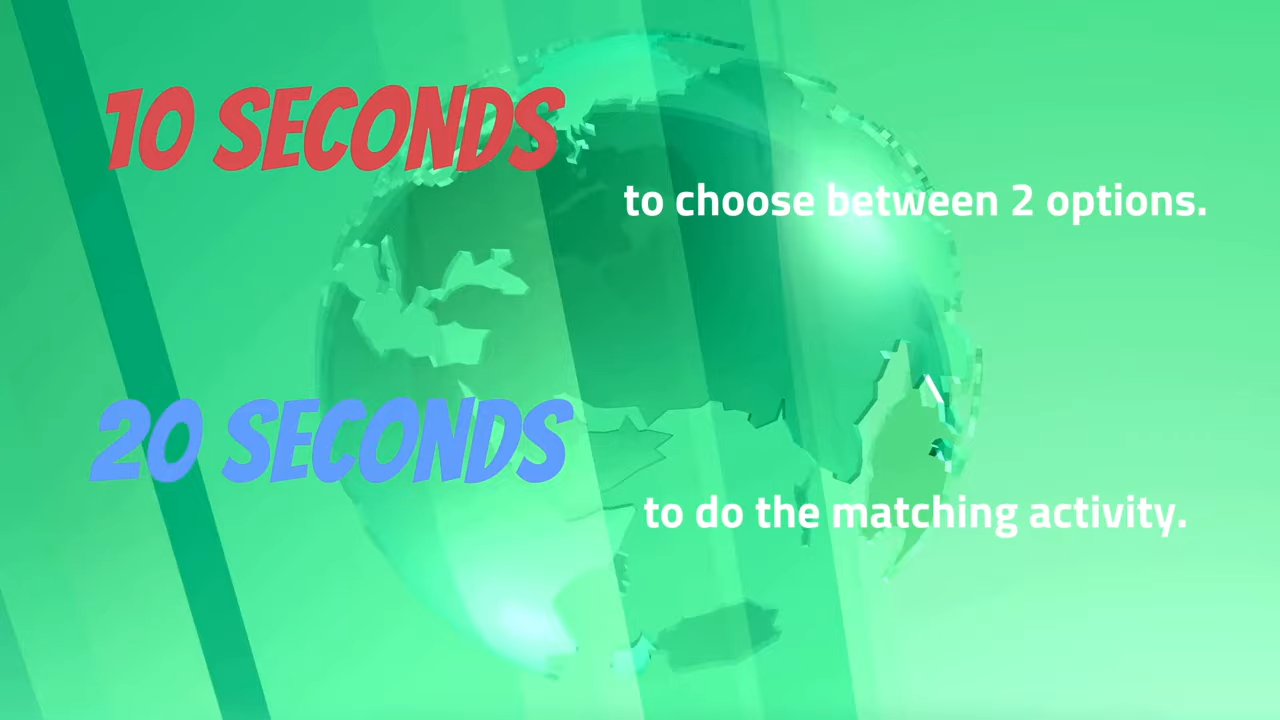 10 SECONDS
to choose between 2 options.
20 SECONDS
to do the matching activity.